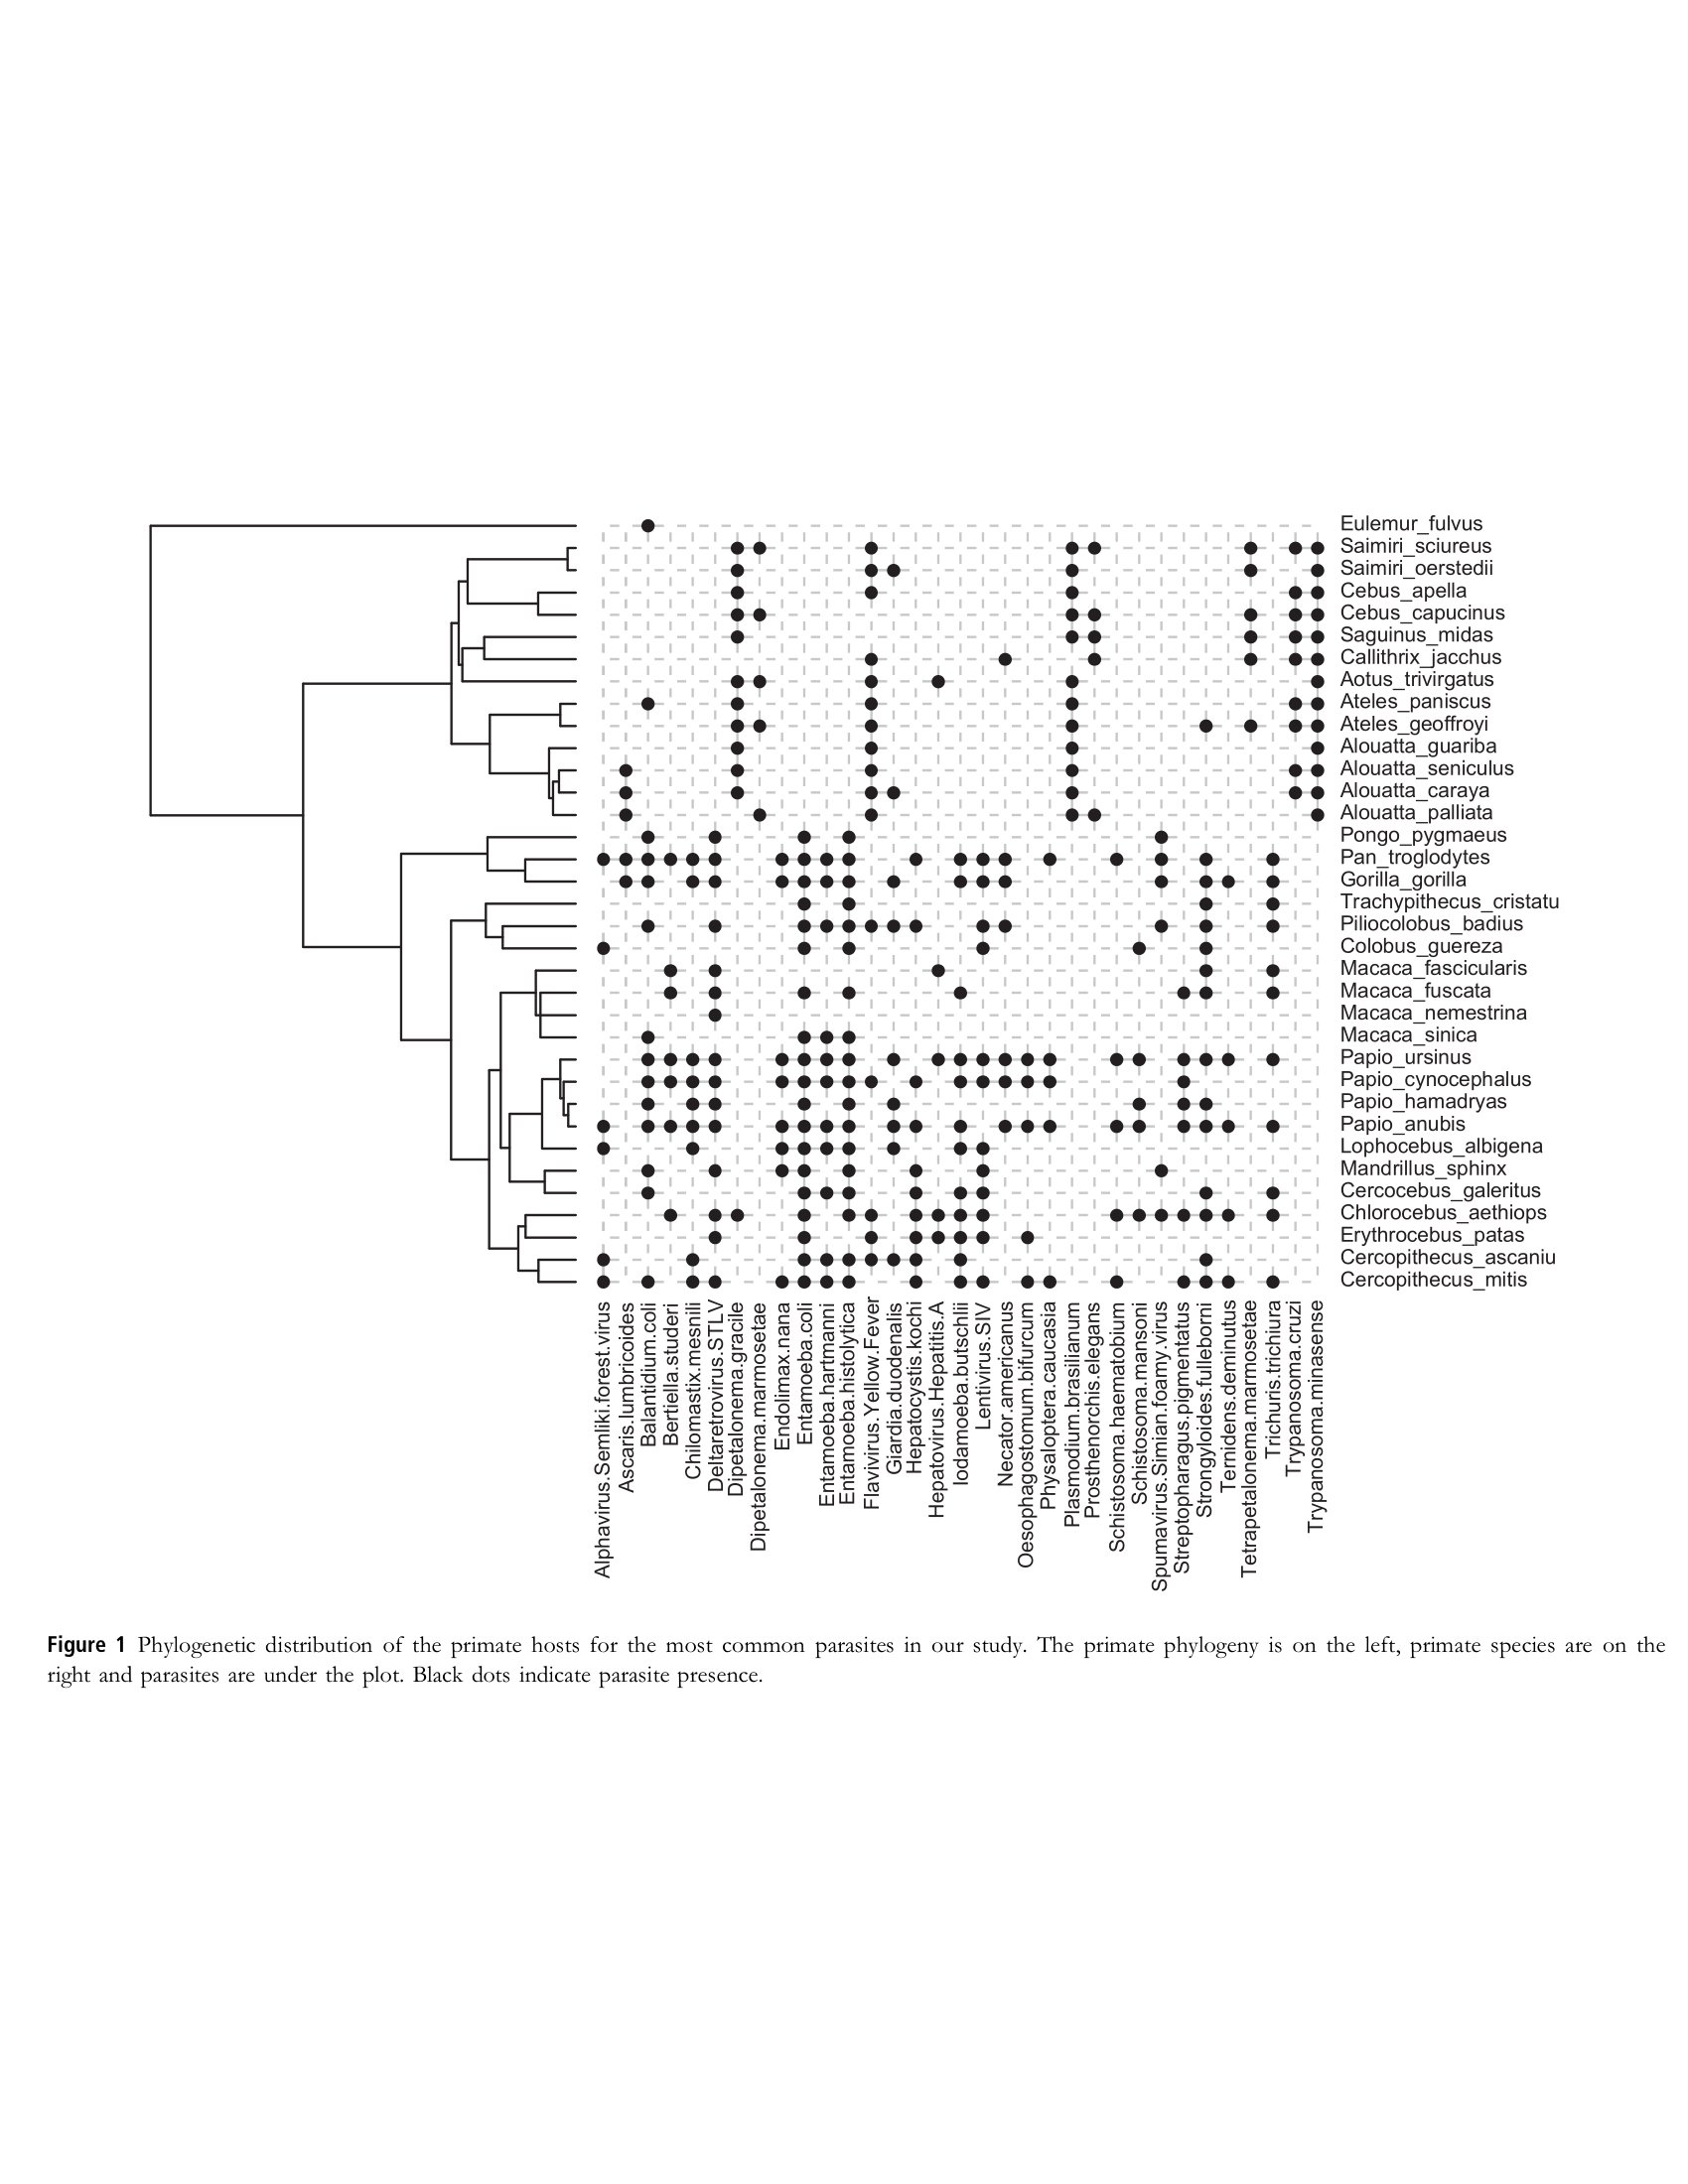 Eulemur_fulvus
Saimiri_sciureus
Saimiri_oerstedii
Cebus_apella
Cebus_capucinus
Saguinus_midas
Callithrix_jacchus
Aotus_trivirgatus
Ateles_paniscus
Ateles_geoffroyi
Alouatta_guariba
Alouatta_seniculus
Alouatta_caraya
Alouatta_palliata
Pongo_pygmaeus
Pan_troglodytes
Gorilla_gorilla
Trachypithecus_cristatu
Piliocolobus_badius
Colobus_guereza
Macaca_fascicularis
Macaca_fuscata
Macaca_nemestrina
Macaca_sinica
Papio_ursinus
Papio_cynocephalus
Papio_hamadryas
Papio_anubis
Lophocebus_albigena
Mandrillus_sphinx
Cercocebus_galeritus
Chlorocebus_aethiops
Erythrocebus_patas
Cercopithecus_ascaniu
Cercopithecus_mitis
Alphavirus.Semliki.forest.virus
Ascaris.lumbricoides
Balantidium.coli
Bertiella.studeri
Chilomastix.mesnili
Deltaretrovirus.STLV
Dipetalonema.gracile
Dipetalonema.marmosetae
Endolimax.nana
Entamoeba.coli
Entamoeba.hartmanni
Entamoeba.histolytica
Flavivirus.Yellow.Fever
Giardia.duodenalis
Hepatocystis.kochi
Hepatovirus.Hepatitis.A
Iodamoeba.butschlii
Lentivirus.SIV
Necator.americanus
Oesophagostomum.bifurcum
Physaloptera.caucasia
Plasmodium.brasilianum
Prosthenorchis.elegans
Schistosoma.haematobium
Schistosoma.mansoni
Spumavirus.Simian.foamy.virus
Streptopharagus.pigmentatus
Strongyloides.fulleborni
Ternidens.deminutus
Tetrapetalonema.marmosetae
Trichuris.trichiura
Trypanosoma.cruzi
Trypanosoma.minasense
Figure 1 Phylogenetic distribution of the primate hosts for the most common parasites in our study. The primate phylogeny is on the left, primate species are on the
right and parasites are under the plot. Black dots indicate parasite presence.